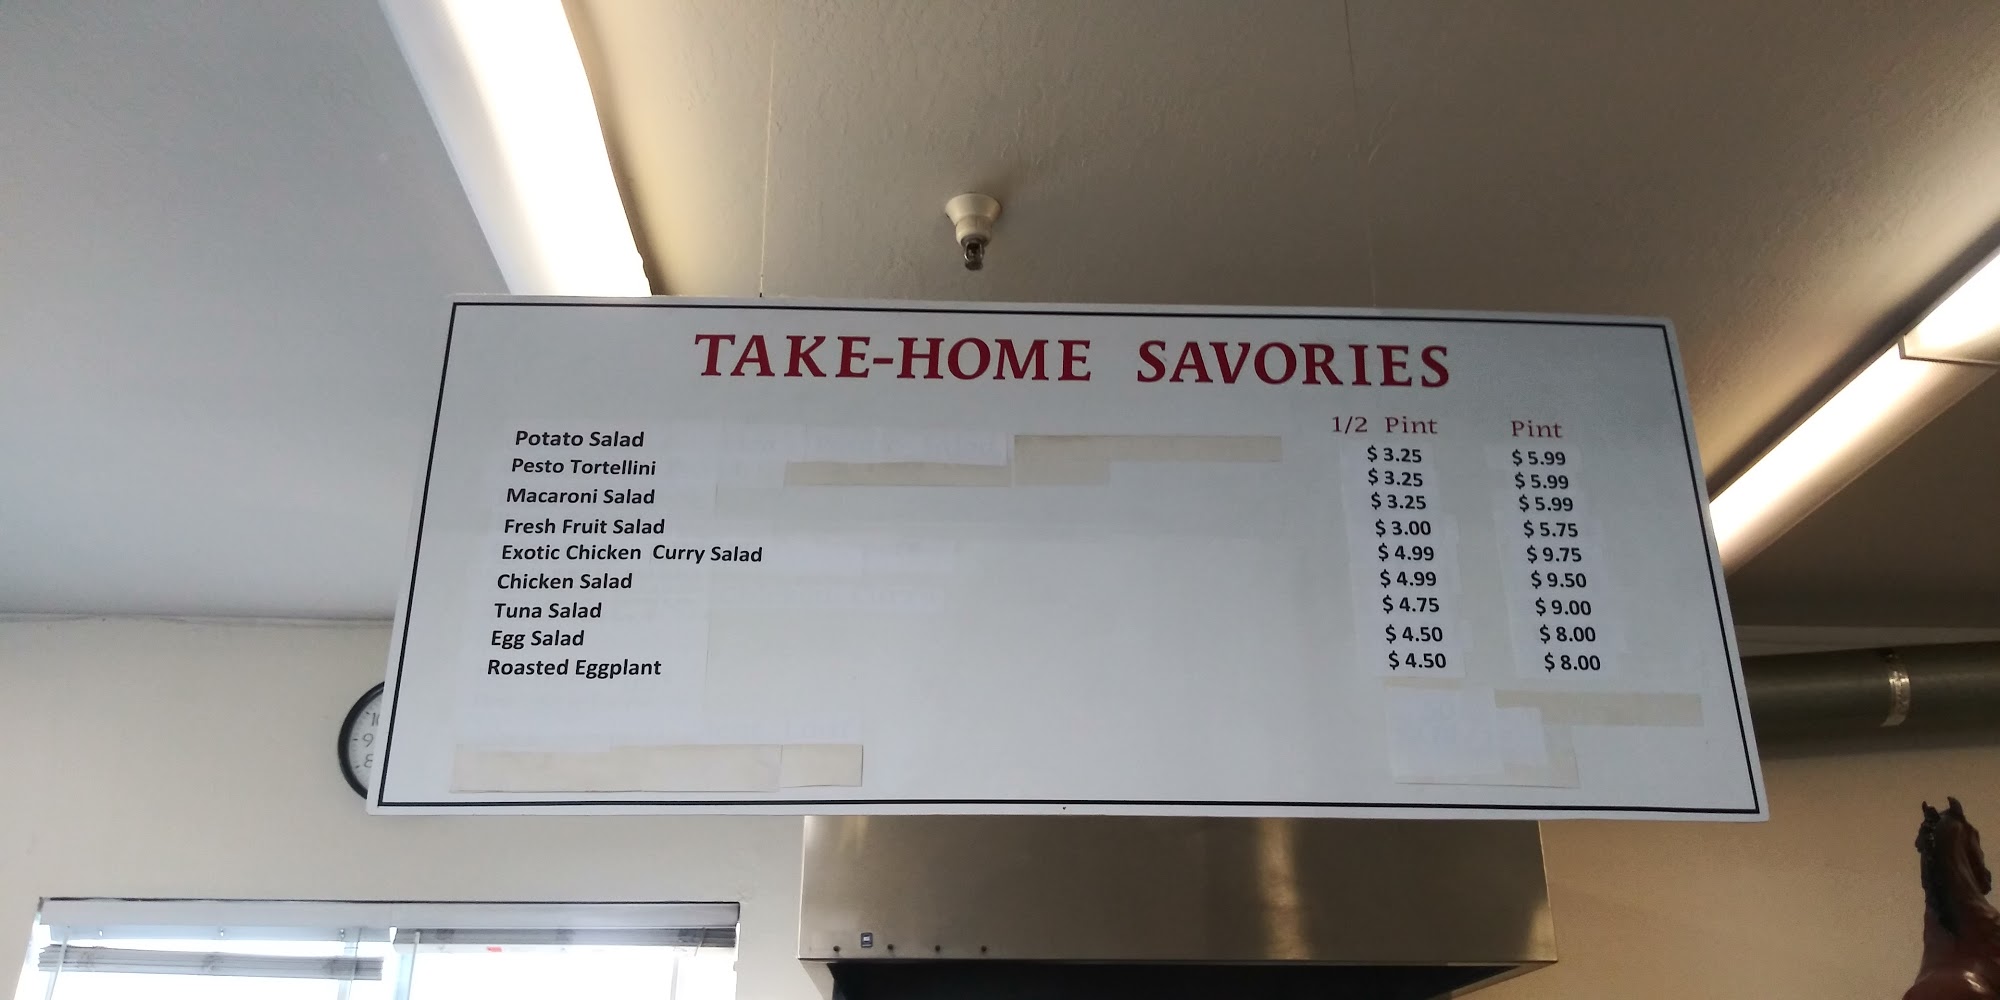 TAKE-HOME SAVORIES
1/2 Pint Pint
Potato Salad $ 3.25 $ 5.99
Pesto Tortellini $ 3.25 $ 5.99
Macaroni Salad $ 3.25 $ 5.99
Fresh Fruit Salad $ 3.00 $ 5.75
Exotic Chicken Curry Salad $ 4.99 $ 9.75
Chicken Salad $ 4.99 $ 9.50
Tuna Salad $ 4.75 $ 9.00
Egg Salad $ 4.50 $ 8.00
Roasted Eggplant $ 4.50 $ 8.00
10
9
8